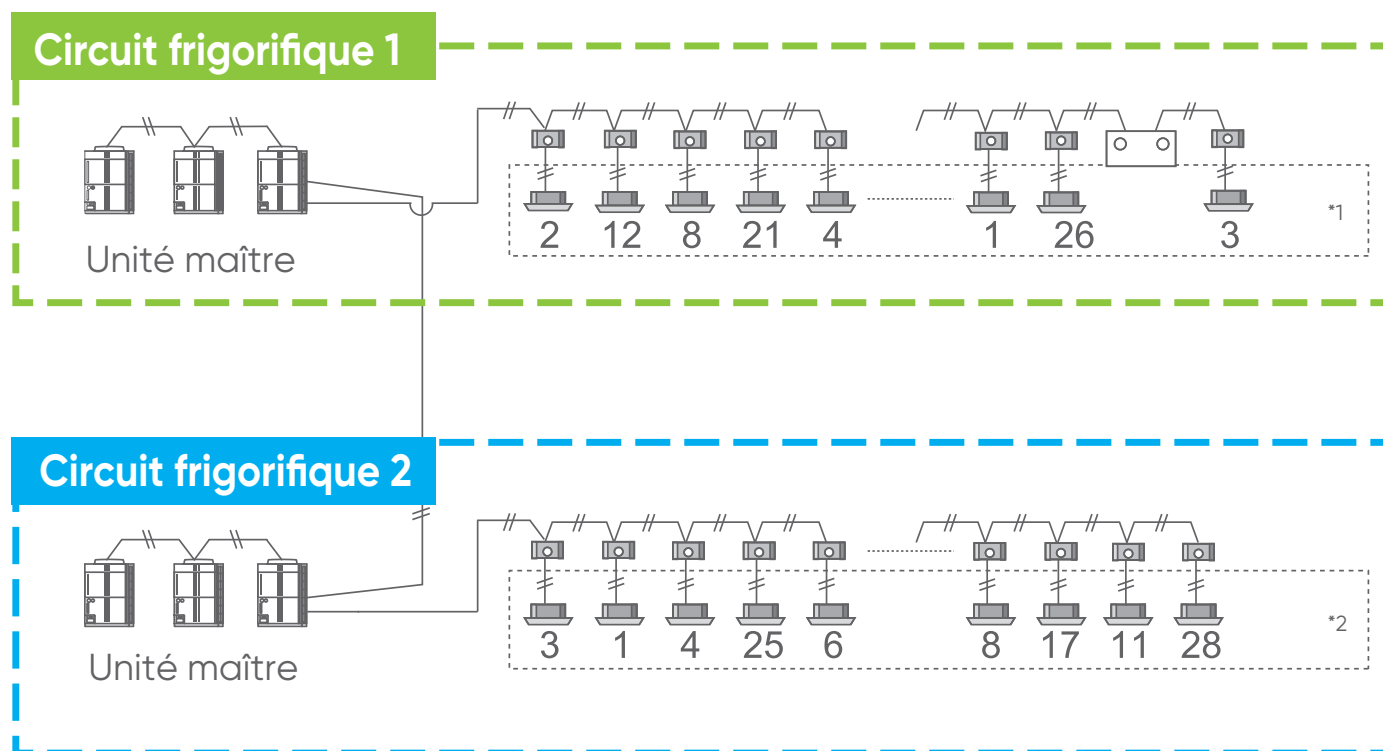 Circuit frigorifique 1
2 12 8 21 4 1 26 3 *1
Unité maître
Circuit frigorifique 2
3 1 4 25 6 8 17 11 28 *2
Unité maître